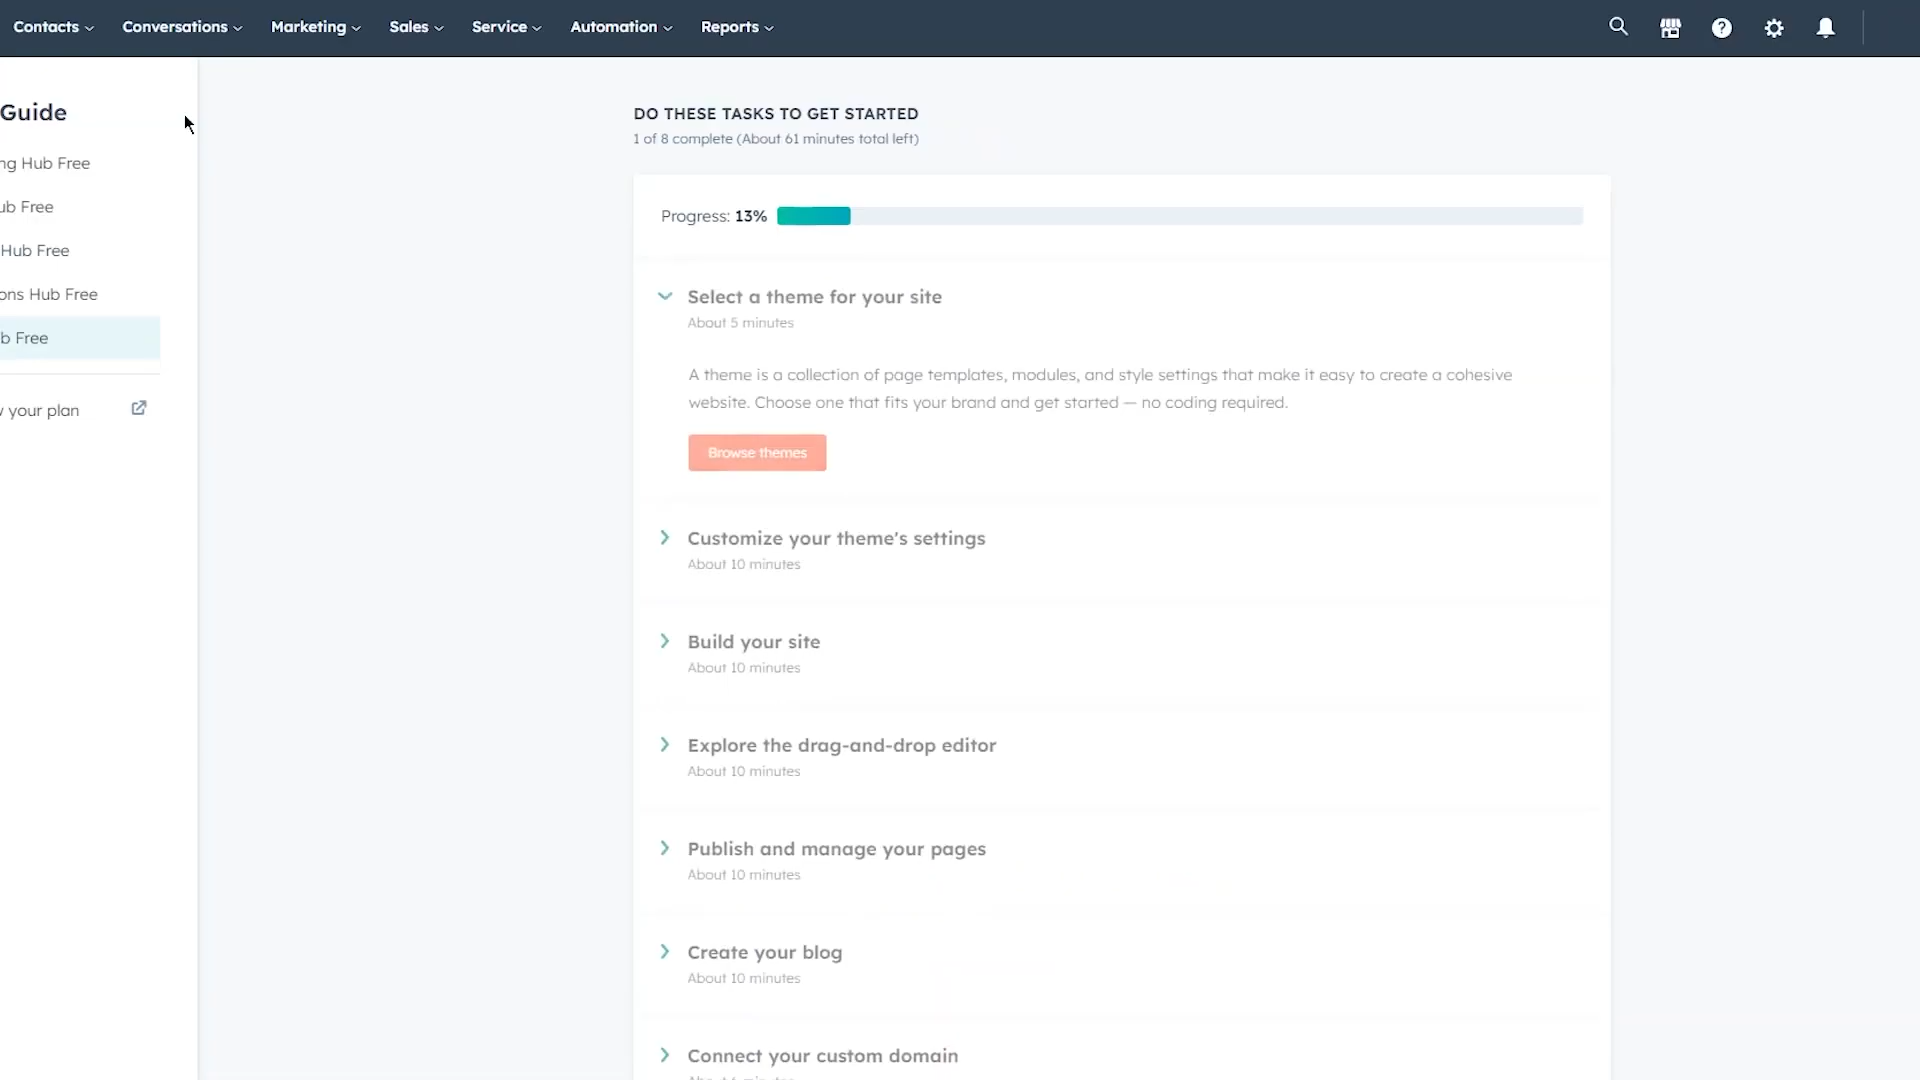 Contacts
Conversations
Marketing
Sales
Service
Automation
Reports
Guide
ng Hub Free
ub Free
Hub Free
ons Hub Free
b Free
your plan
DO THESE TASKS TO GET STARTED
1 of 8 complete (About 61 minutes total left)
Progress: 13%
Select a theme for your site
About 5 minutes
A theme is a collection of page templates, modules, and style settings that make it easy to create a cohesive
website. Choose one that fits your brand and get started — no coding required.
Browse themes
Customize your theme's settings
About 10 minutes
Build your site
About 10 minutes
Explore the drag-and-drop editor
About 10 minutes
Publish and manage your pages
About 10 minutes
Create your blog
About 10 minutes
Connect your custom domain